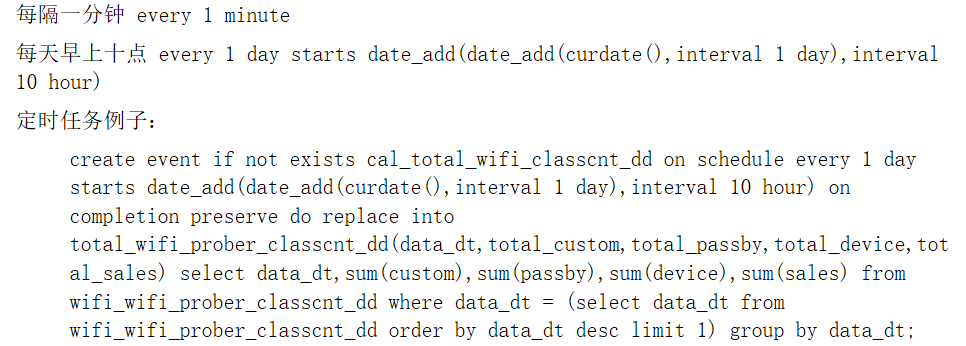 每隔一分钟 every 1 minute
每天早上十点 every 1 day starts date_add(date_add(curdate(),interval 1 day),interval
10 hour)
定时任务例子：
create event if not exists cal_total_wifi_classcnt_dd on schedule every 1 day
starts date_add(date_add(curdate(),interval 1 day),interval 10 hour) on
completion preserve do replace into
total_wifi_prober_classcnt_dd(data_dt,total_custom,total_passby,total_device,tot
al_sales) select data_dt,sum(custom),sum(passby),sum(device),sum(sales) from
wifi_wifi_prober_classcnt_dd where data_dt = (select data_dt from
wifi_wifi_prober_classcnt_dd order by data_dt desc limit 1) group by data_dt;